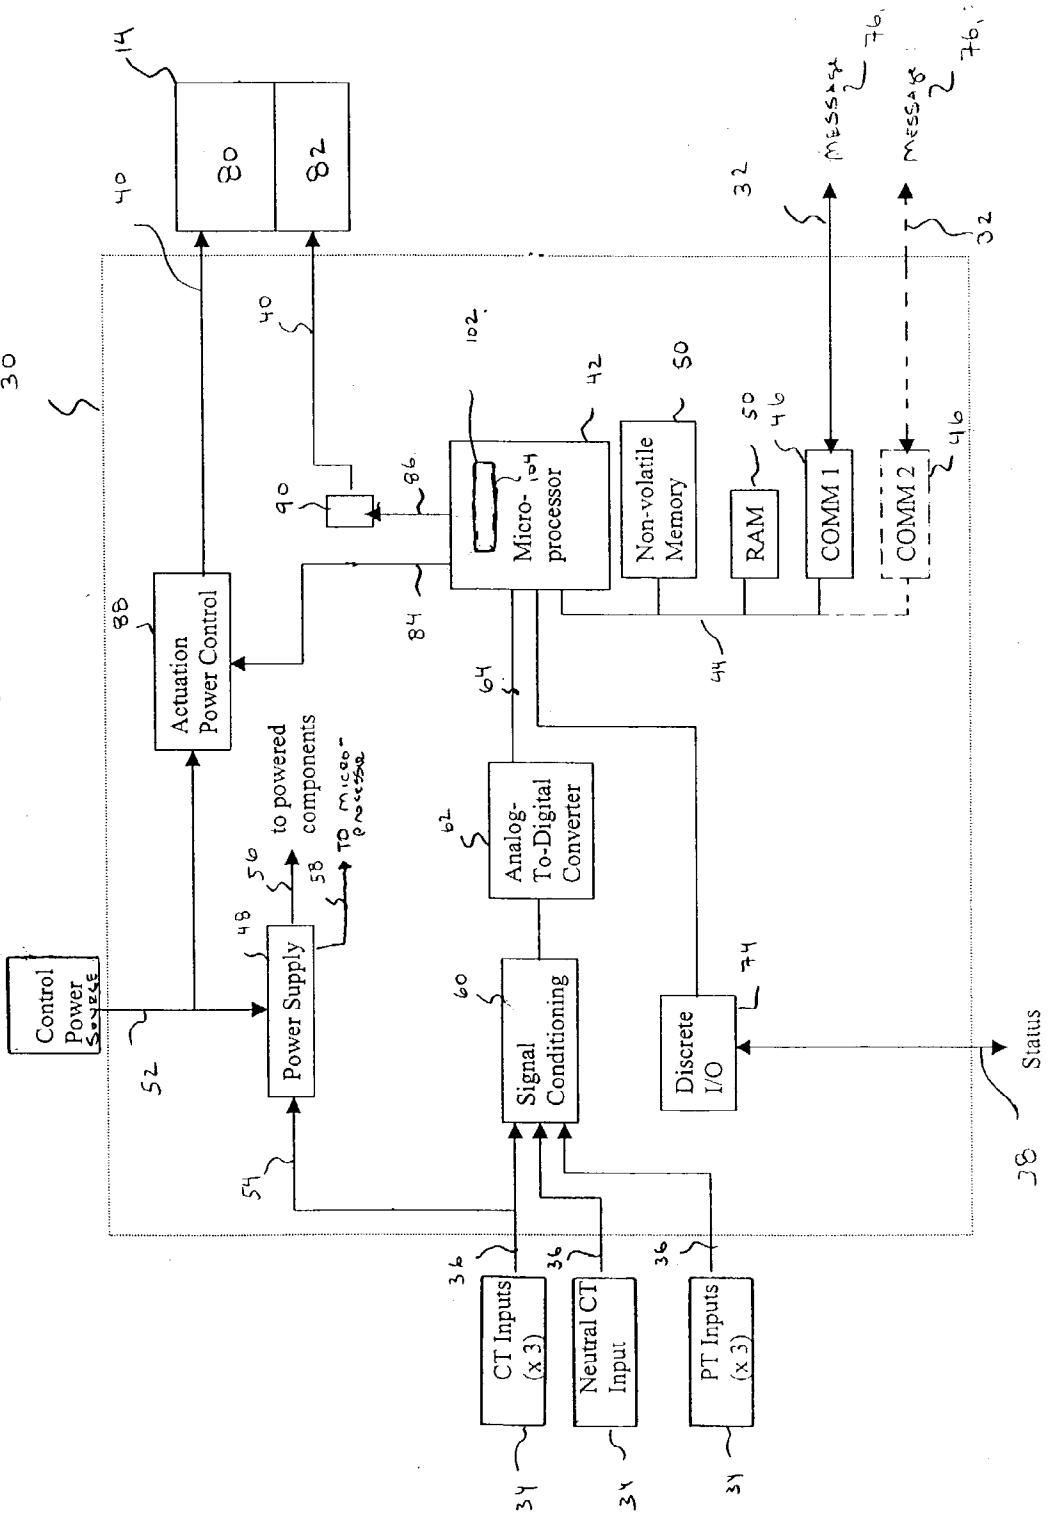 30
14
80
82
40
40
88
Actuation
Power Control
Control
Power
SOURCE
52
48
Power Supply
56
to powered
components
58
TO MICRO-
PROCESSOR
54
90
86
84
102
104
Micro-
processor
42
Non-volatile
Memory
50
RAM
50
COMM 1
46
COMM 2
46
44
32
MESSAGE
76
32
MESSAGE
76
64
62
Analog-
To-Digital
Converter
60
Signal
Conditioning
Discrete
I/O
74
38
Status
36
CT Inputs
(x 3)
34
36
Neutral CT
Input
34
36
PT Inputs
(x 3)
34